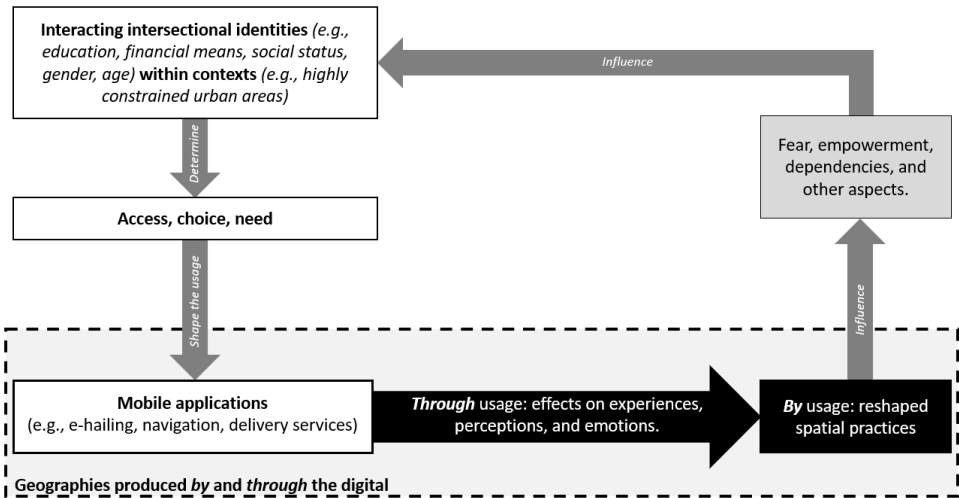 Interacting intersectional identities (e.g.,
education, financial means, social status,
gender, age) within contexts (e.g., highly
constrained urban areas)
Influence
Fear, empowerment,
dependencies, and
other aspects.
Determine
Access, choice, need
Shape the usage
Influence
Mobile applications
(e.g., e-hailing, navigation, delivery services)
Through usage: effects on experiences,
perceptions, and emotions.
By usage: reshaped
spatial practices
Geographies produced by and through the digital